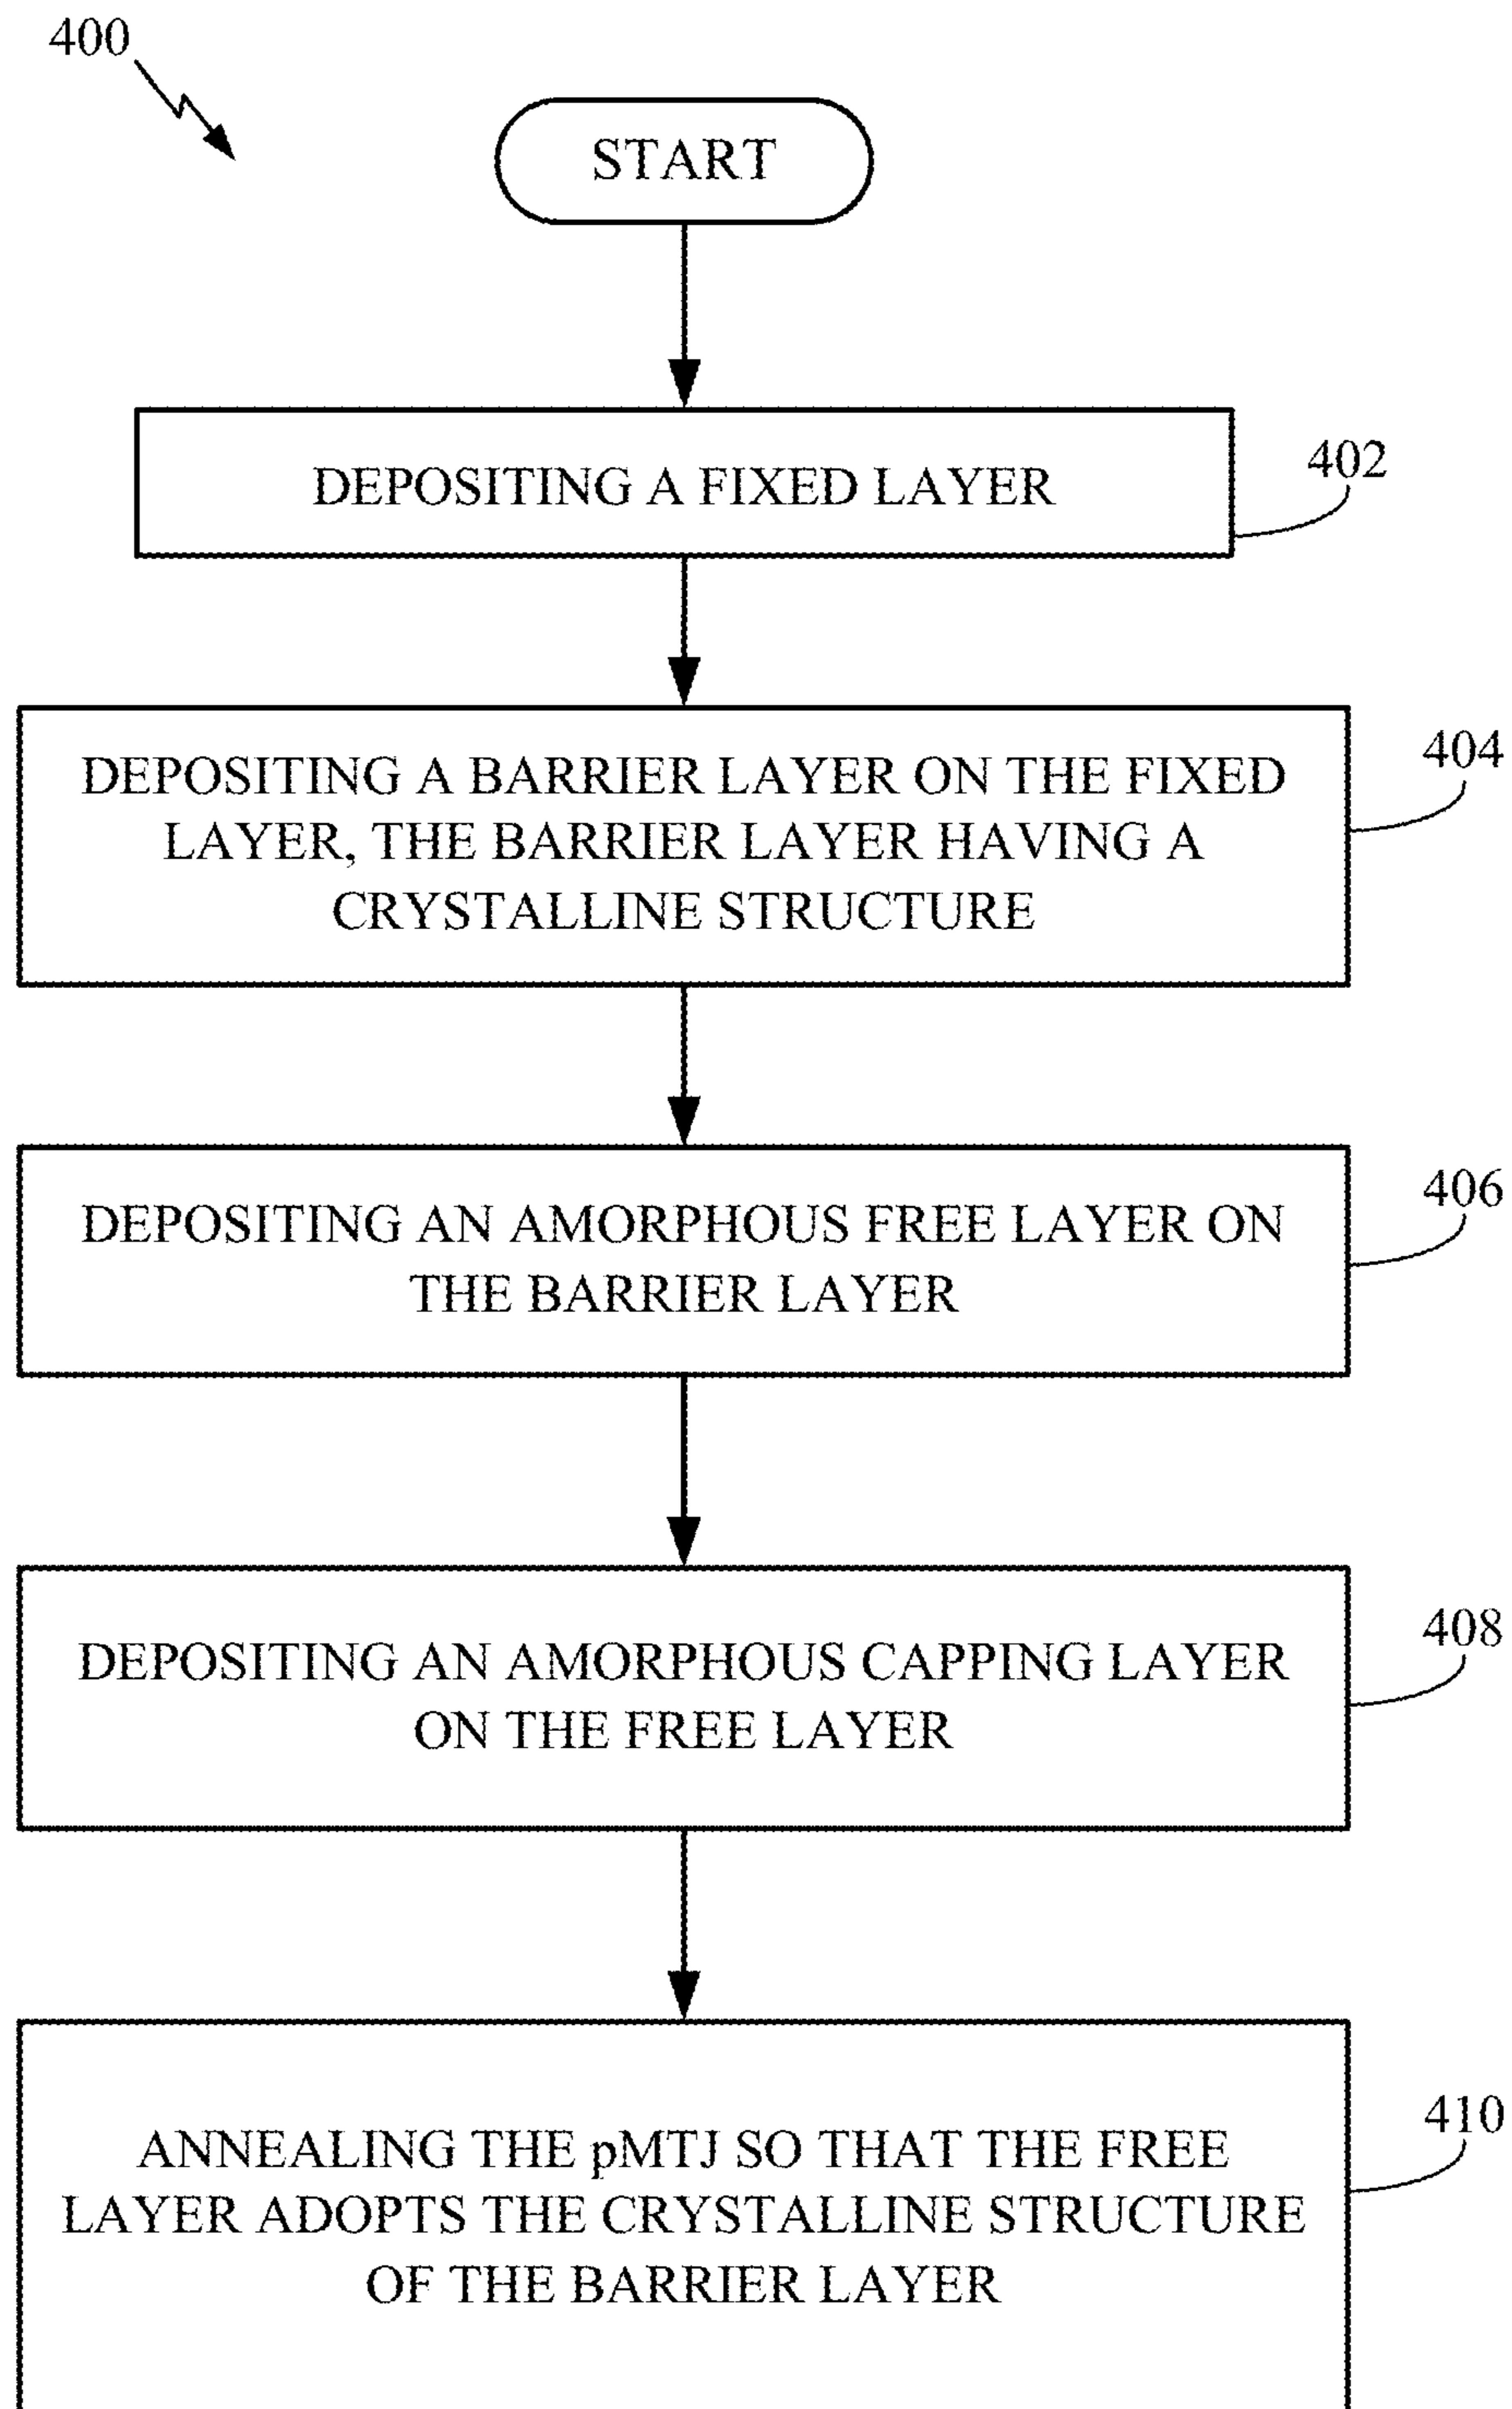 400
START
DEPOSITING A FIXED LAYER
402
DEPOSITING A BARRIER LAYER ON THE FIXED
LAYER, THE BARRIER LAYER HAVING A
CRYSTALLINE STRUCTURE
404
DEPOSITING AN AMORPHOUS FREE LAYER ON
THE BARRIER LAYER
406
DEPOSITING AN AMORPHOUS CAPPING LAYER
ON THE FREE LAYER
408
ANNEALING THE pMTJ SO THAT THE FREE
LAYER ADOPTS THE CRYSTALLINE STRUCTURE
OF THE BARRIER LAYER
410